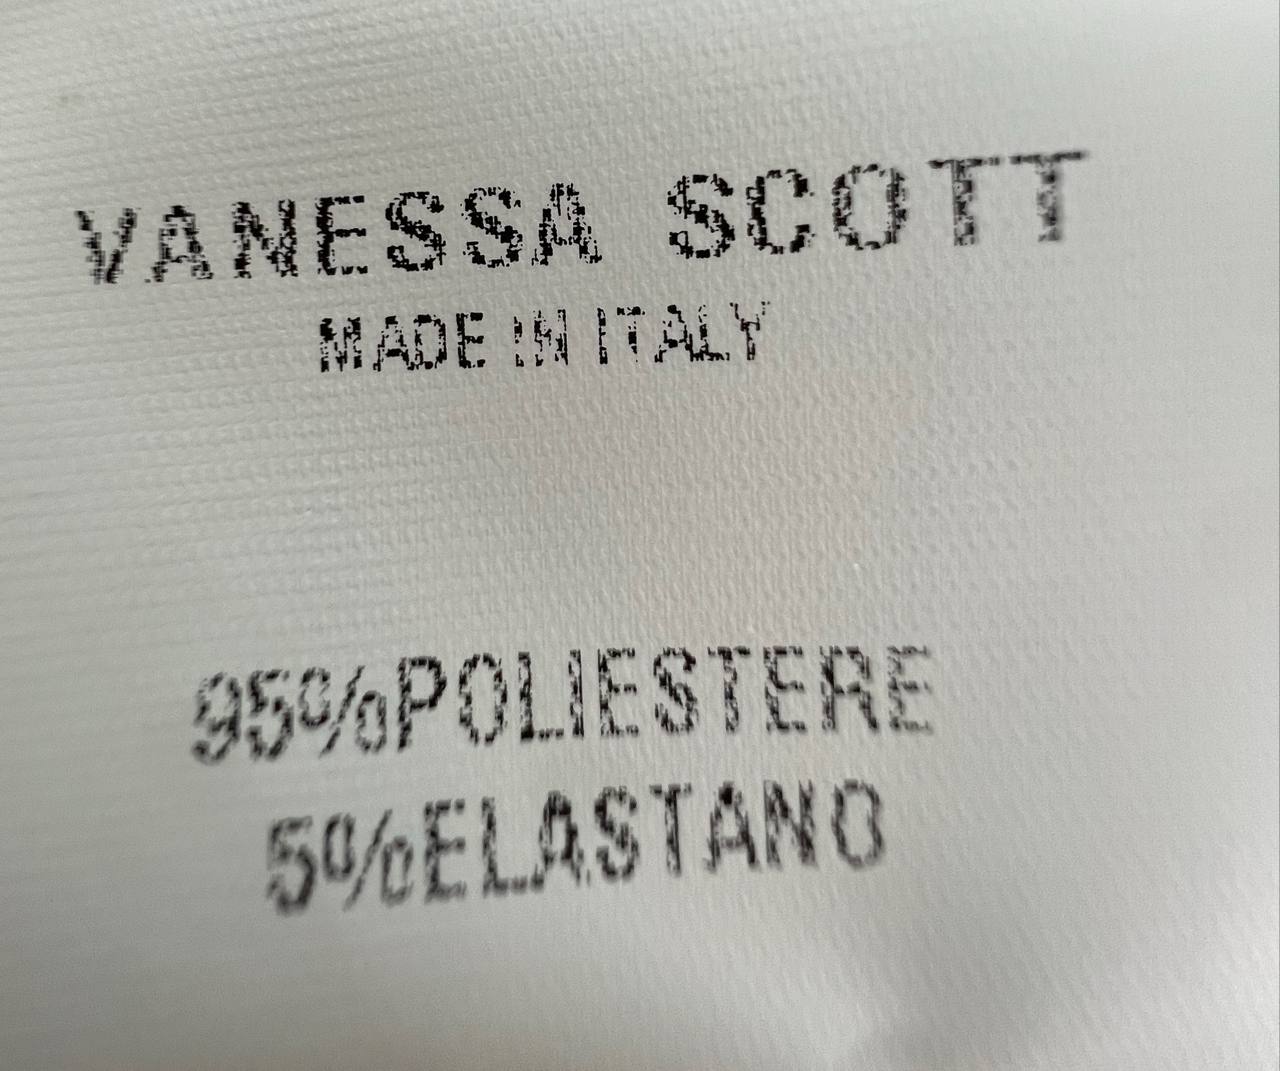 VANESSA SCOTT
MADE IN ITALY
95%POLIESTERE
5%ELASTANO